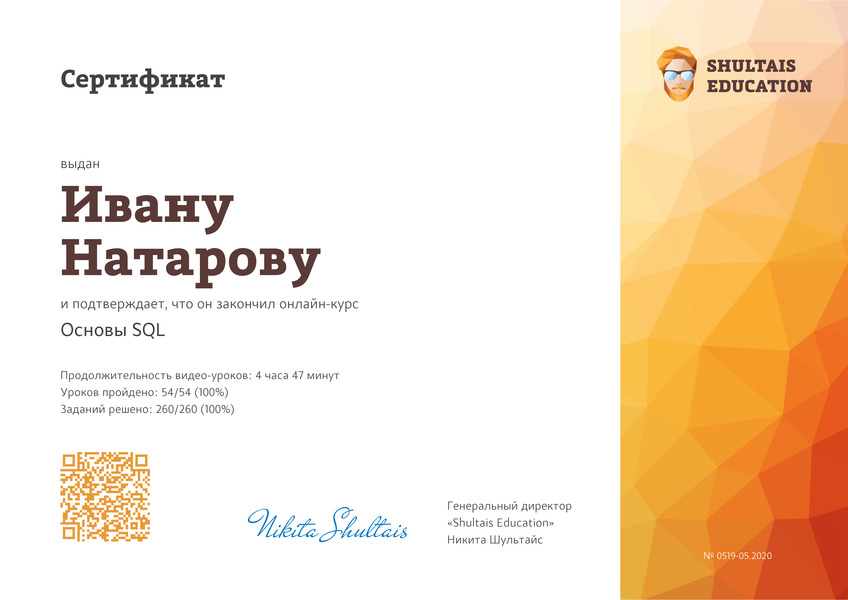 Сертификат
SHULTAIS
EDUCATION
выдан
Ивану
Натарову
и подтверждает, что он закончил онлайн-курс
Основы SQL
Продолжительность видео-уроков: 4 часа 47 минут
Уроков пройдено: 54/54 (100%)
Заданий решено: 260/260 (100%)
Nikita Shultais
Генеральный директор
«Shultais Education»
Никита Шультайс
№ 0519-05.2020